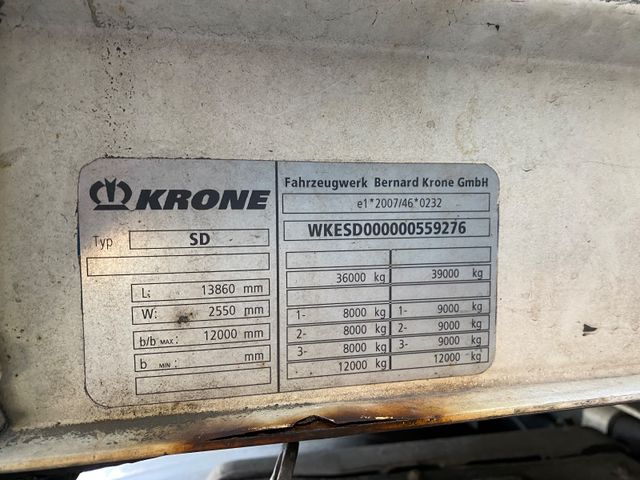 KRONE
Typ SD
L: 13860 mm
W: 2550 mm
b/b MAX: 12000 mm
b MIN: mm
Fahrzeugwerk Bernard Krone GmbH
e1*2007/46*0232
WKESD000000559276
36000 kg 39000 kg
1- 8000 kg 1- 9000 kg
2- 8000 kg 2- 9000 kg
3- 8000 kg 3- 9000 kg
12000 kg 12000 kg